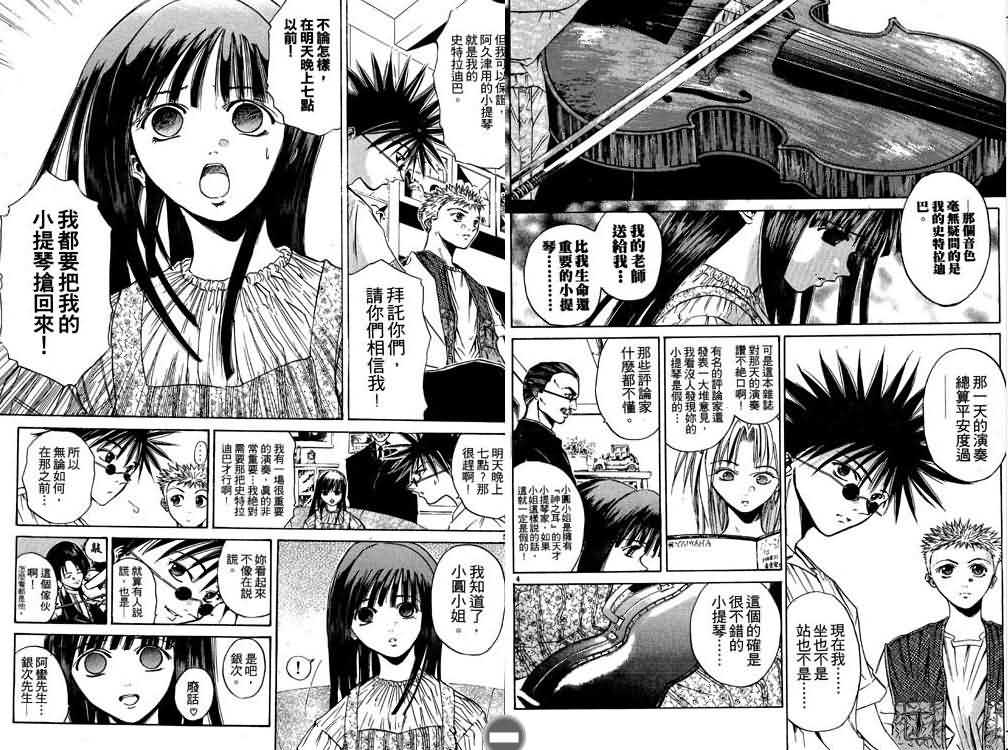 ──那個音色
毫無疑問的是
我的史特拉迪
巴。
我的老師
送給我…
比我生命還
重要的小提
琴………
那一天的演奏
總算平安度過
──
可是這本雜誌
對那天的演奏
讚不絕口啊！
有名的評論家還
發表一大堆意見，
我看沒人發現妳的
小提琴是假的…
YAMAHA
那些評論家
什麼都不懂。
小圓小姐是擁有
『神之耳』的天才
小提琴家，如果
小姐這樣說的話，
這就一定是假的！
現在我…
坐也不是
站也不是…
這個的確是
很不錯的
小提琴…
4
但我可以保證，
阿久津用的小提琴
就是我的
史特拉迪巴。
拜託你們，
請你們相信我！
不論怎樣，
在明天晚上七點
以前！
我都要把我的
小提琴搶回來！
明天晚上
七點？那
很趕啊！
我有一場很重要
的演奏，真的非
常重要…我絕對
需要那把史特拉
迪巴才行啊！
……
所以
無論如何，
在那之前…
我知道了，
小圓小姐。
！
妳看起來
不像在說
謊。
就算有人說
謊，也是！
敲
這個傢伙
啊！
怎麼看都是他。
是吧，
銀次。
廢話♡
阿蠻先生…
銀次先生…